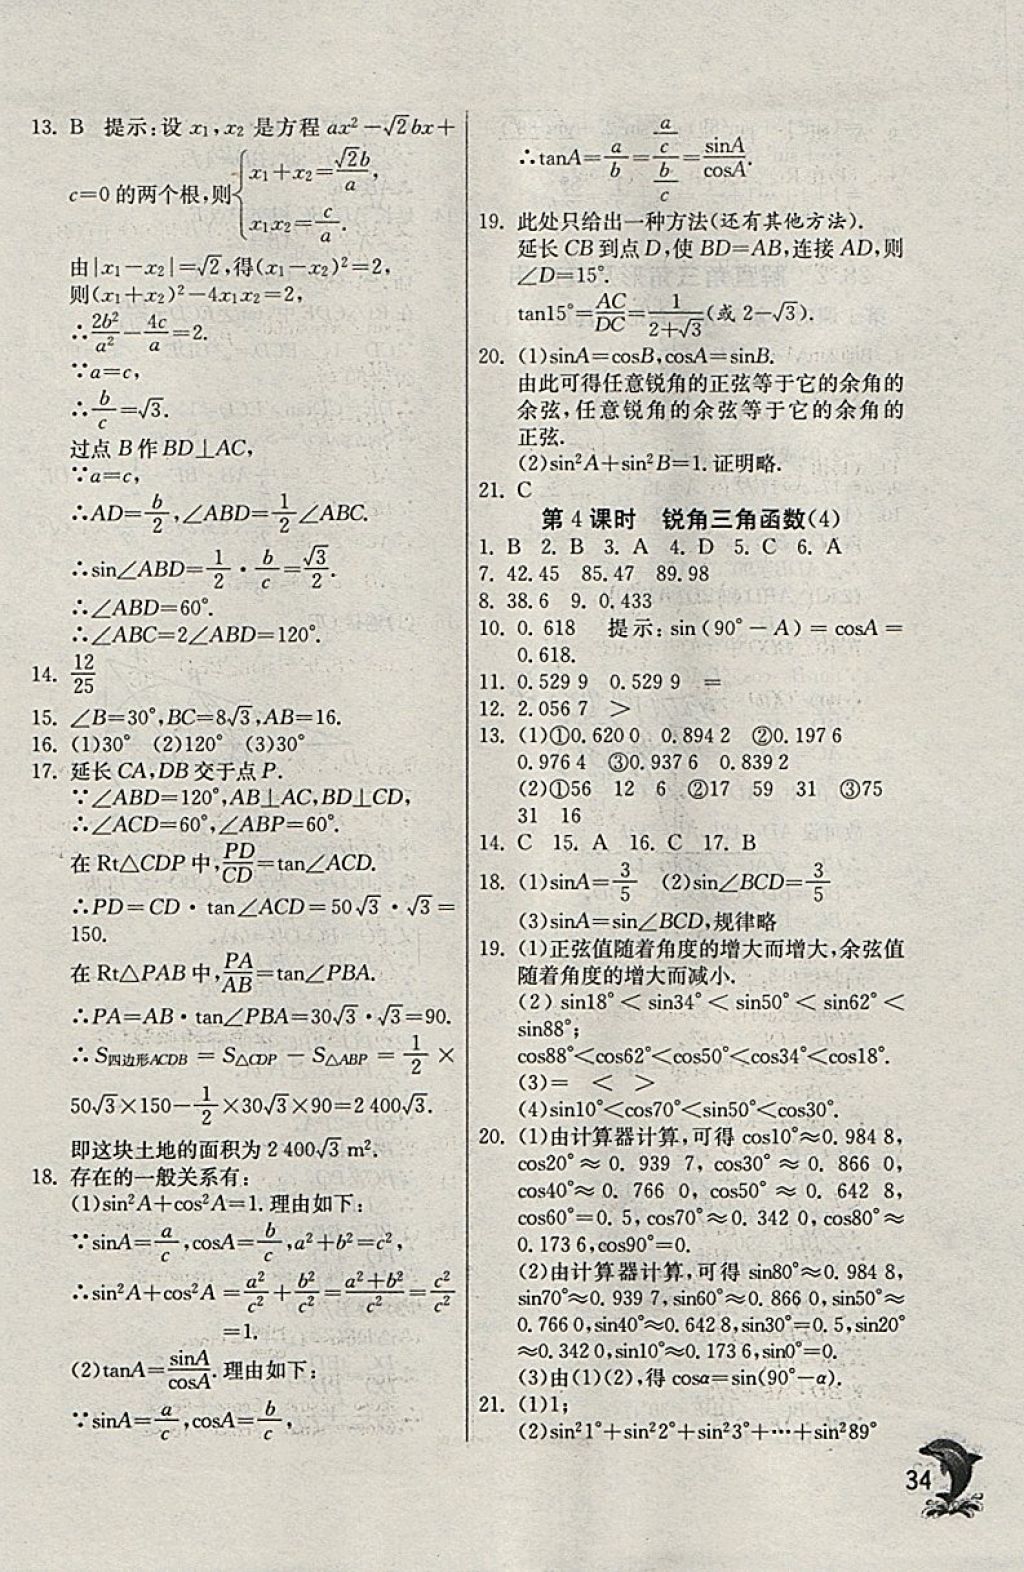 13. B 提示:设 x₁,x₂ 是方程 ax²－√2bx＋
c＝0 的两个根,则{x₁＋x₂＝√2b/a,
x₁x₂＝c/a.
由|x₁－x₂|＝√2,得(x₁－x₂)²＝2,
则(x₁＋x₂)²－4x₁x₂＝2,
∴2b²/a²－4c/a＝2.
∵a＝c,
∴b/c＝√3.
过点 B 作 BD⊥AC,
∵a＝c,
∴AD＝b/2,∠ABD＝1/2∠ABC.
∴sin∠ABD＝1/2·b/c＝√3/2.
∴∠ABD＝60°.
∴∠ABC＝2∠ABD＝120°.
14. 12/25
15. ∠B＝30°,BC＝8√3,AB＝16.
16. (1)30° (2)120° (3)30°
17. 延长 CA,DB 交于点 P.
∵∠ABD＝120°,AB⊥AC,BD⊥CD,
∴∠ACD＝60°,∠ABP＝60°.
在 Rt△CDP 中,PD/CD＝tan∠ACD.
∴PD＝CD·tan∠ACD＝50√3·√3＝
150.
在 Rt△PAB 中,PA/AB＝tan∠PBA.
∴PA＝AB·tan∠PBA＝30√3·√3＝90.
∴S四边形ACDB＝S△CDP－S△ABP＝1/2×
50√3×150－1/2×30√3×90＝2 400√3.
即这块土地的面积为 2 400√3 m².
18. 存在的一般关系有:
(1)sin²A＋cos²A＝1.理由如下:
∵sinA＝a/c,cosA＝b/c,a²＋b²＝c²,
∴sin²A＋cos²A＝a²/c²＋b²/c²＝(a²＋b²)/c²＝c²/c²
＝1.
(2)tanA＝sinA/cosA.理由如下:
∵sinA＝a/c,cosA＝b/c,
∴tanA＝a/b＝(a/c)/(b/c)＝sinA/cosA.
19. 此处只给出一种方法(还有其他方法).
延长 CB 到点 D,使 BD＝AB,连接 AD,则
∠D＝15°.
tan15°＝AC/DC＝1/(2＋√3)(或 2－√3).
20. (1)sinA＝cosB,cosA＝sinB.
由此可得任意锐角的正弦等于它的余角的
余弦,任意锐角的余弦等于它的余角的
正弦.
(2)sin²A＋sin²B＝1.证明略.
21. C
第 4 课时 锐角三角函数(4)
1. B 2. B 3. A 4. D 5. C 6. A
7. 42.45 85.47 89.98
8. 38.6 9. 0.433
10. 0. 618 提示: sin(90°－A)＝cosA＝
0.618.
11. 0.529 9 0.529 9 ＝
12. 2.056 7 ＞
13. (1)①0.620 0 0.894 2 ②0.197 6
0.976 4 ③0.937 6 0.839 2
(2)①56 12 6 ②17 59 31 ③75
31 16
14. C 15. A 16. C 17. B
18. (1)sinA＝3/5 (2)sin∠BCD＝3/5
(3)sinA＝sin∠BCD,规律略
19. (1)正弦值随着角度的增大而增大,余弦值
随着角度的增大而减小.
(2) sin18°＜sin34°＜sin50°＜sin62°＜
sin88°;
cos88°＜cos62°＜cos50°＜cos34°＜cos18°.
(3)＝ ＜ ＞
(4)sin10°＜cos70°＜sin50°＜cos30°.
20. (1)由计算器计算,可得 cos10°≈0.984 8,
cos20°≈0. 939 7, cos30°≈0. 866 0,
cos40°≈0. 766 0, cos50°≈0. 642 8,
cos60°＝0. 5,cos70°≈0. 342 0,cos80°≈
0.173 6,cos90°＝0.
(2)由计算器计算,可得 sin80°≈0.984 8,
sin70°≈0.939 7,sin60°≈0.866 0,sin50°≈
0.766 0,sin40°≈0.642 8,sin30°＝0.5,sin20°
≈0.342 0,sin10°≈0.173 6,sin0°＝0.
(3)由(1)(2),得 cosα＝sin(90°－α).
21. (1)1;
(2)sin²1°＋sin²2°＋sin²3°＋⋯＋sin²89°
34